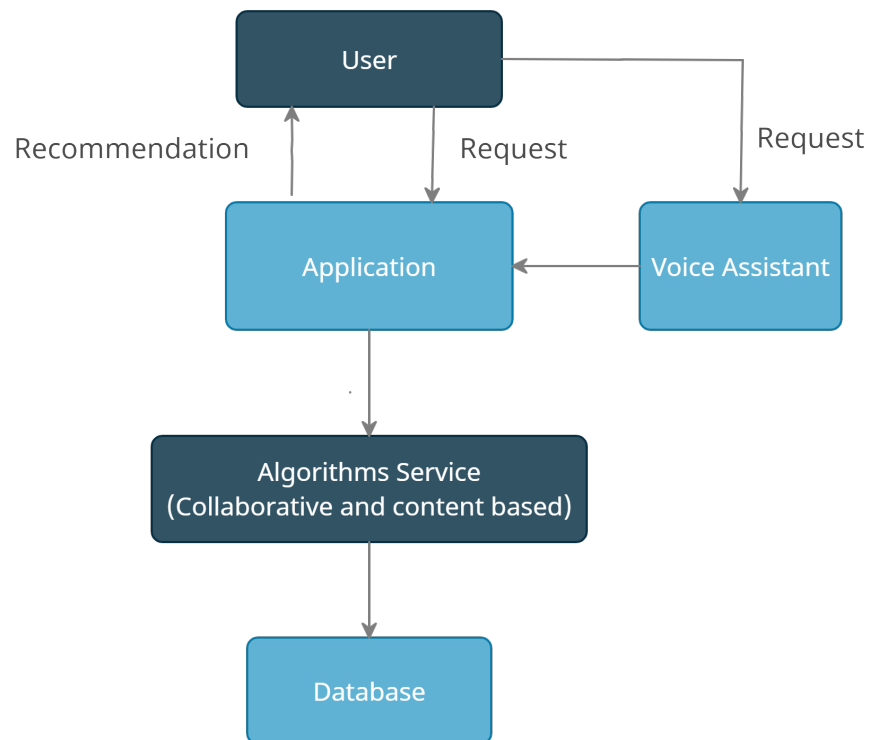 User
Recommendation
Request
Request
Application
Voice Assistant
Algorithms Service
(Collaborative and content based)
Database